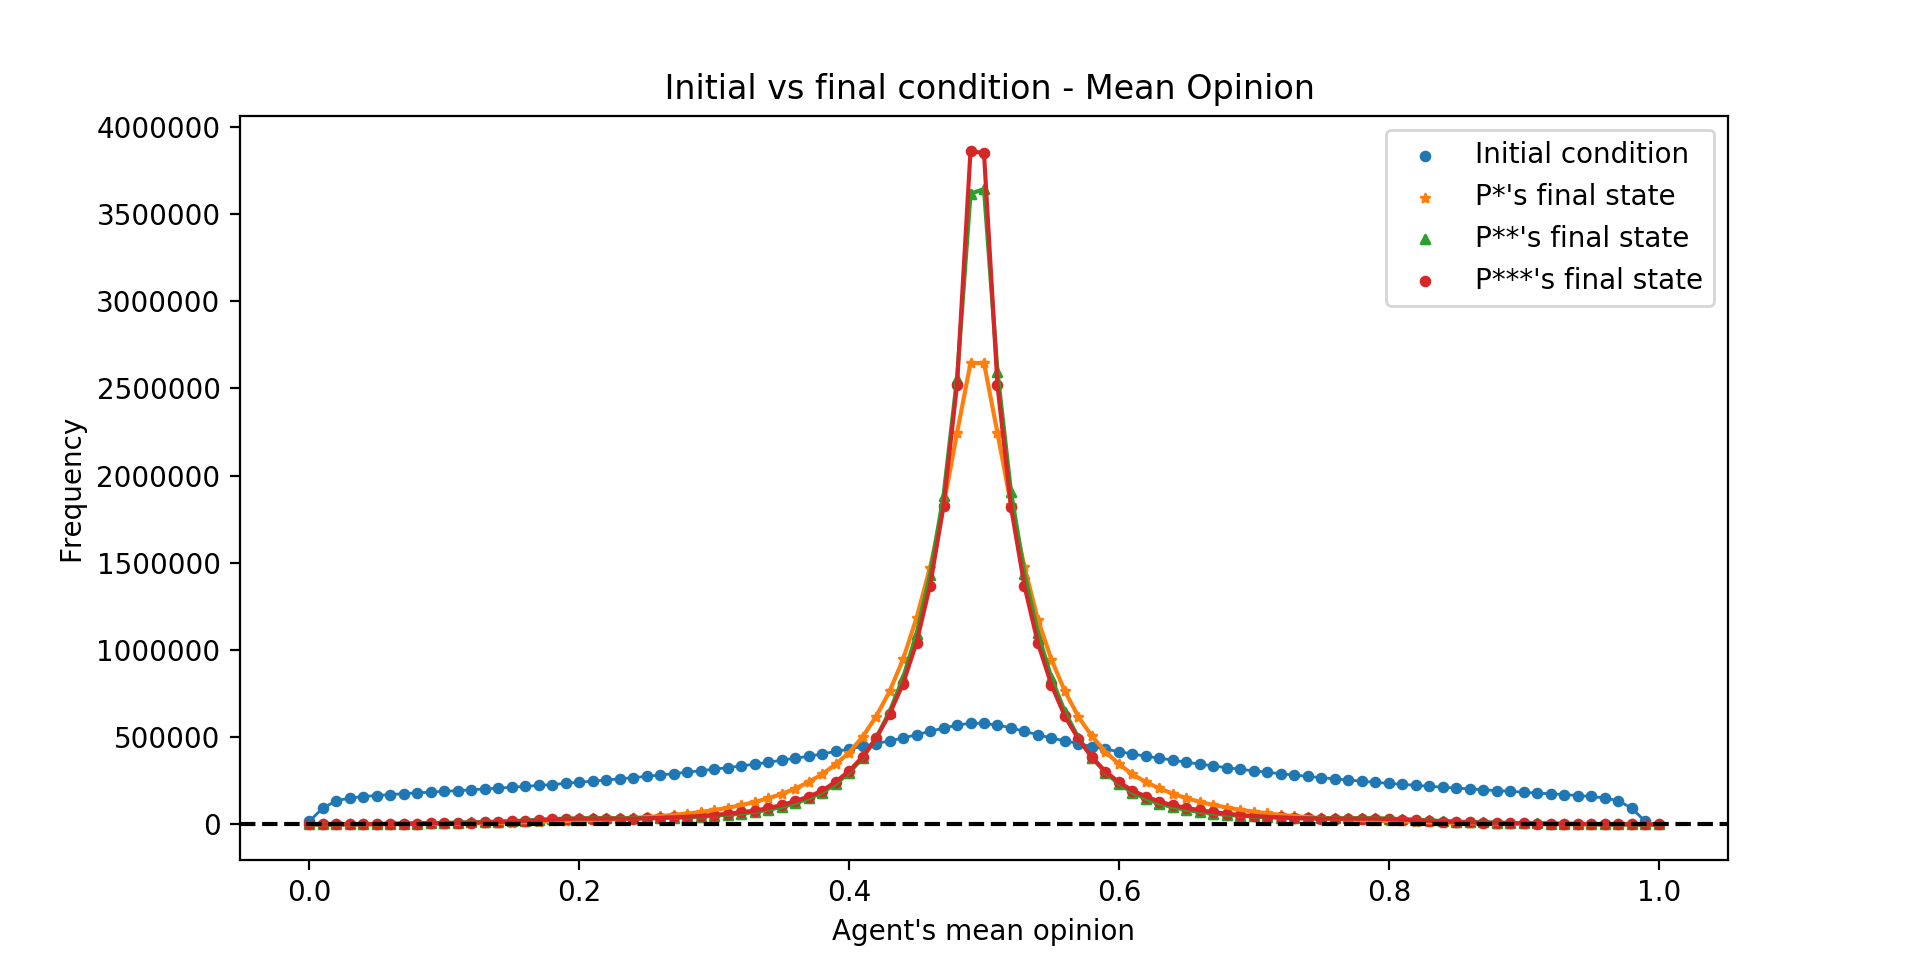 Initial vs final condition - Mean Opinion
4000000
3500000
3000000
2500000
2000000
1500000
1000000
500000
0
Frequency
Initial condition
P*'s final state
P**'s final state
P***'s final state
0.0
0.2
0.4
0.6
0.8
1.0
Agent's mean opinion